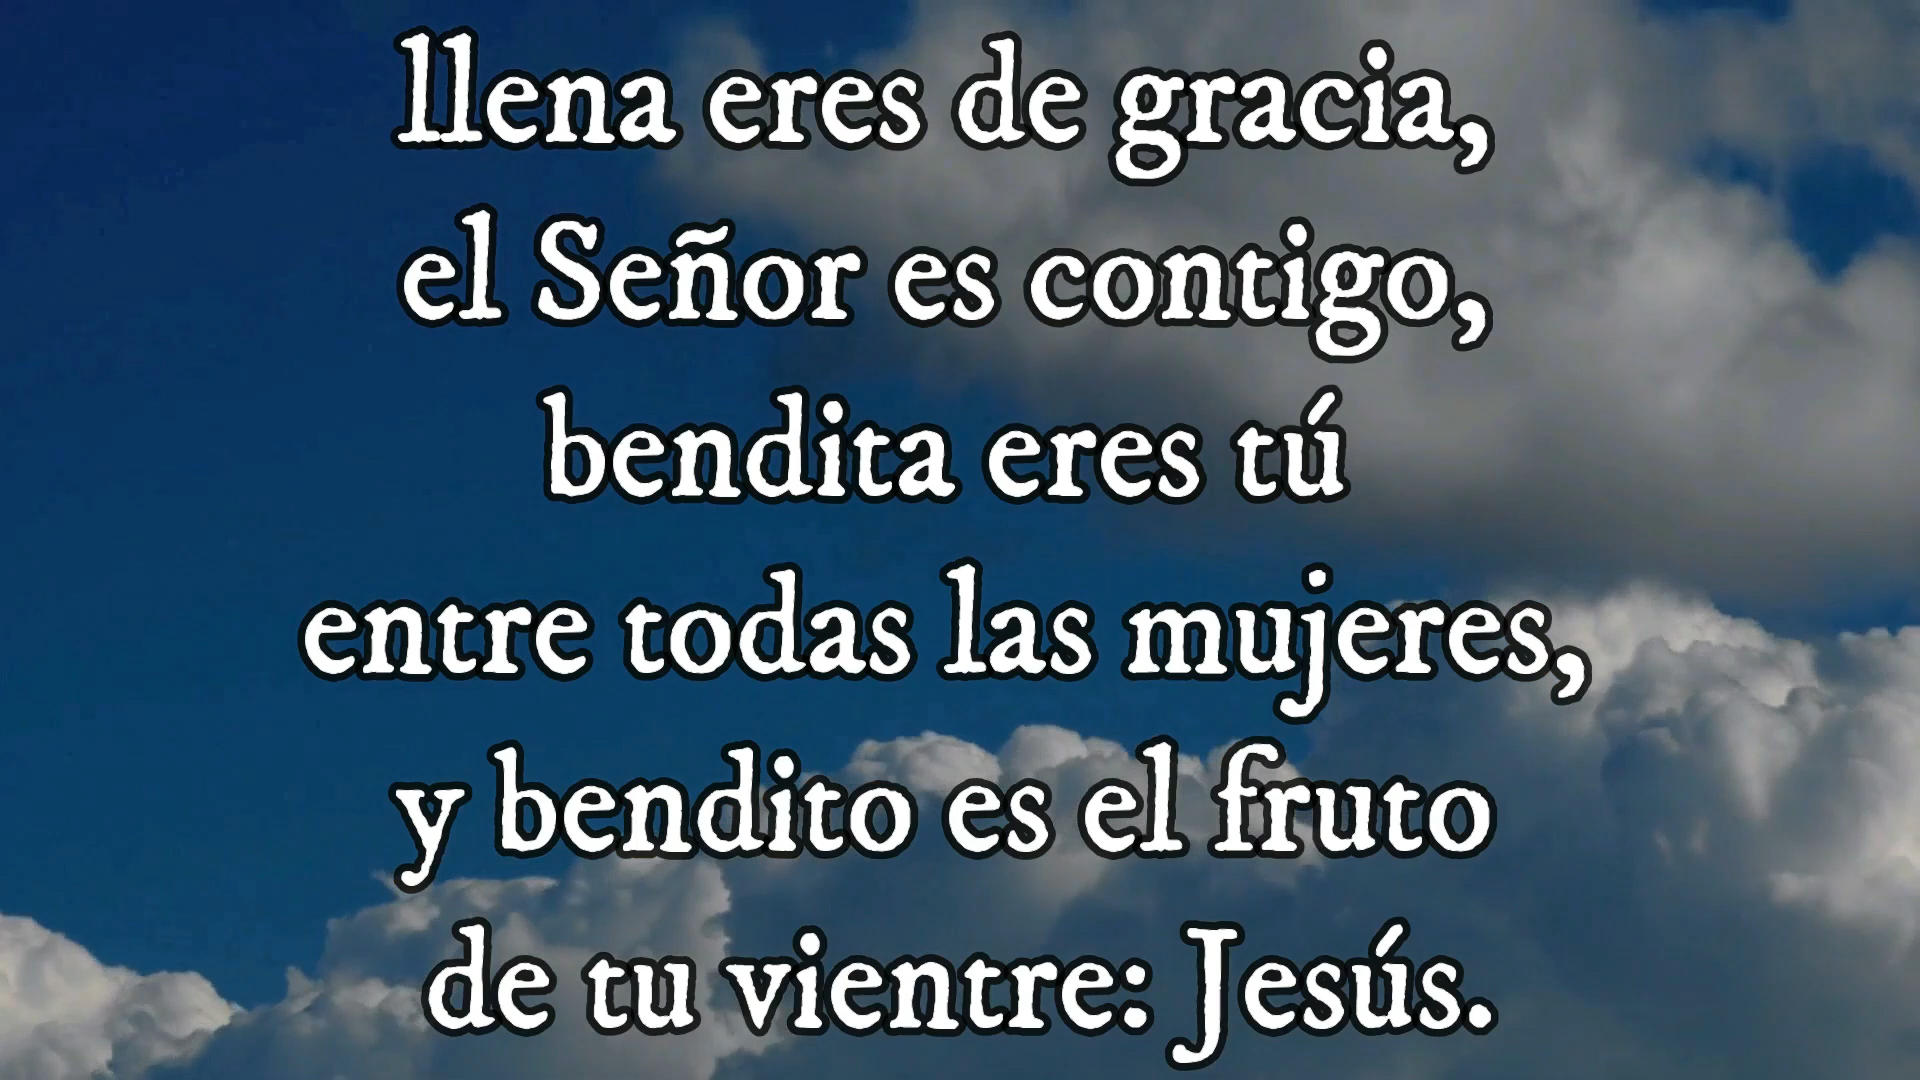 llena eres de gracia,
el Señor es contigo,
bendita eres tú
entre todas las mujeres,
y bendito es el fruto
de tu vientre: Jesús.